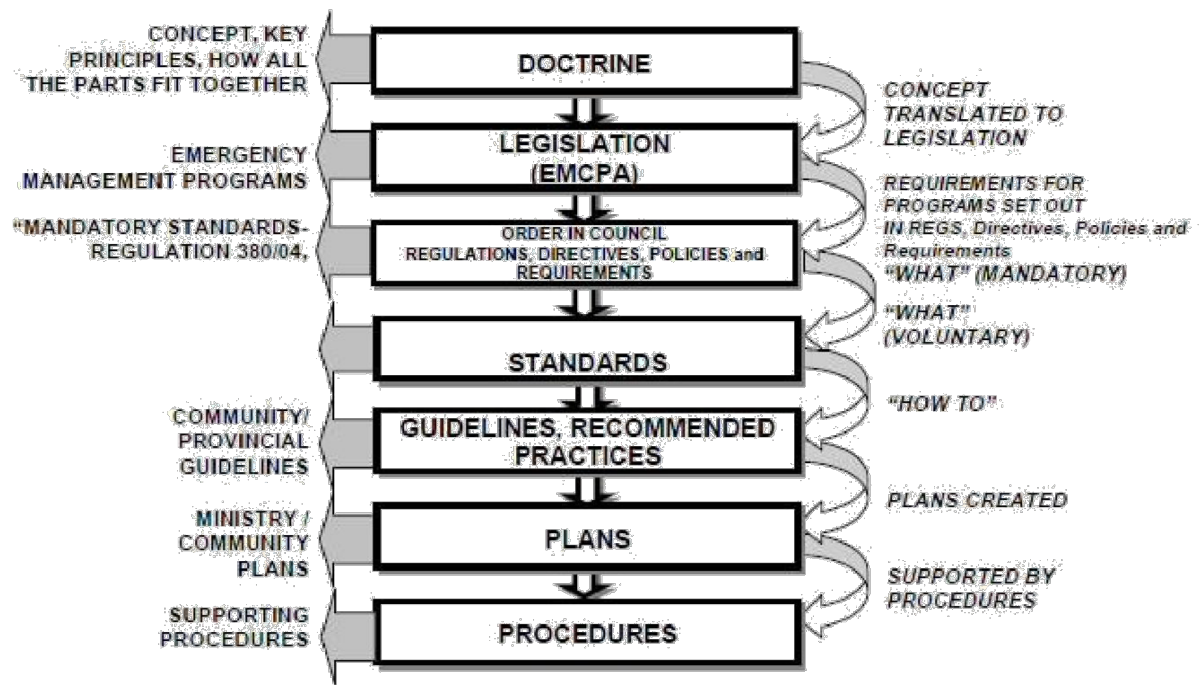 CONCEPT, KEY
PRINCIPLES, HOW ALL
THE PARTS FIT TOGETHER
DOCTRINE
CONCEPT
TRANSLATED TO
LEGISLATION
EMERGENCY
MANAGEMENT PROGRAMS
LEGISLATION
(EMCPA)
REQUIREMENTS FOR
PROGRAMS SET OUT
IN REGS, Directives, Policies and
Requirements
"WHAT" (MANDATORY)
"MANDATORY STANDARDS-
REGULATION 380/04,
ORDER IN COUNCIL
REGULATIONS, DIRECTIVES, POLICIES and
REQUIREMENTS
"WHAT"
(VOLUNTARY)
STANDARDS
"HOW TO"
COMMUNITY/
PROVINCIAL
GUIDELINES
GUIDELINES, RECOMMENDED
PRACTICES
PLANS CREATED
MINISTRY /
COMMUNITY
PLANS
PLANS
SUPPORTED BY
PROCEDURES
SUPPORTING
PROCEDURES
PROCEDURES